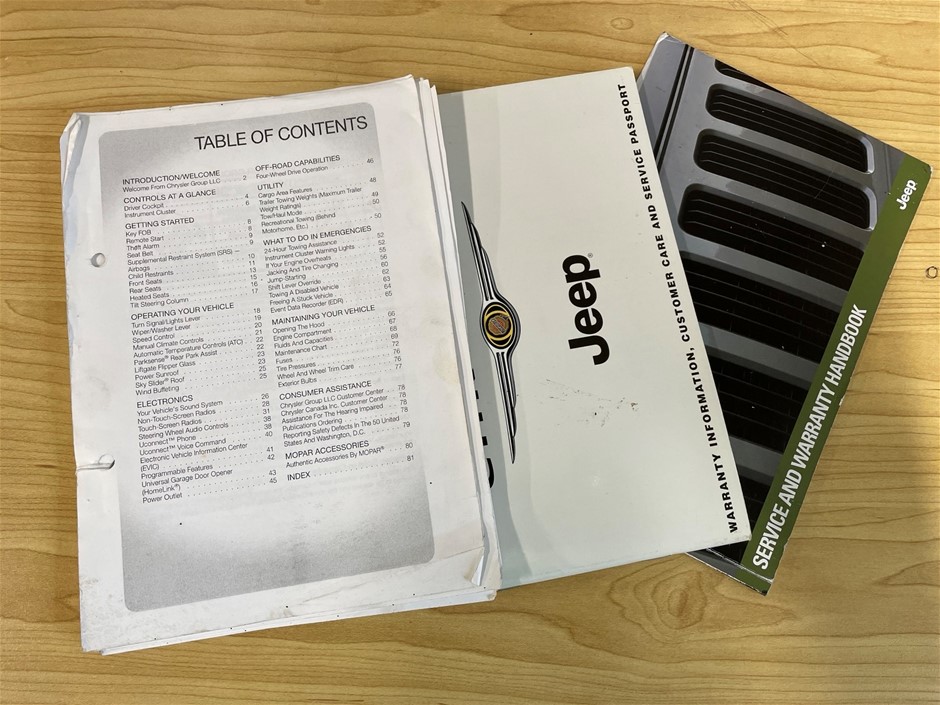 TABLE OF CONTENTS
INTRODUCTION/WELCOME
Welcome From Chrysler Group LLC . . . 2
CONTROLS AT A GLANCE
Driver Cockpit . . . 4
Instrument Cluster . . . 6
GETTING STARTED
Key FOB . . . 8
Remote Start . . . 8
Theft Alarm . . . 9
Seat Belt . . . 9
Supplemental Restraint System (SRS) —
Airbags . . . 10
Child Restraints . . . 11
Front Seats . . . 13
Rear Seats . . . 15
Heated Seats . . . 16
Tilt Steering Column . . . 17
OPERATING YOUR VEHICLE
Turn Signal/Lights Lever . . . 18
Wiper/Washer Lever . . . 19
Speed Control . . . 20
Manual Climate Controls . . . 21
Automatic Temperature Controls (ATC) . . . 22
Parksense® Rear Park Assist . . . 22
Liftgate Flipper Glass . . . 23
Power Sunroof . . . 23
Sky Slider® Roof . . . 25
Wind Buffeting . . . 25
ELECTRONICS
Your Vehicle's Sound System . . . 26
Non-Touch-Screen Radios . . . 28
Touch-Screen Radios . . . 31
Steering Wheel Audio Controls . . . 38
Uconnect™ Phone . . . 38
Uconnect™ Voice Command . . . 40
Electronic Vehicle Information Center
(EVIC) . . . 41
Programmable Features . . . 42
Universal Garage Door Opener
(HomeLink®) . . . 43
Power Outlet . . . 45
OFF-ROAD CAPABILITIES
Four-Wheel Drive Operation . . . 46
UTILITY
Cargo Area Features . . . 48
Trailer Towing Weights (Maximum Trailer
Weight Ratings) . . . 49
Tow/Haul Mode . . . 50
Recreational Towing (Behind
Motorhome, Etc.) . . . 50
WHAT TO DO IN EMERGENCIES
24-Hour Towing Assistance . . . 52
Instrument Cluster Warning Lights . . . 52
If Your Engine Overheats . . . 55
Jacking And Tire Changing . . . 56
Jump-Starting . . . 60
Shift Lever Override . . . 62
Towing A Disabled Vehicle . . . 63
Freeing A Stuck Vehicle . . . 64
Event Data Recorder (EDR) . . . 65
MAINTAINING YOUR VEHICLE
Opening The Hood . . . 66
Engine Compartment . . . 67
Fluids And Capacities . . . 68
Maintenance Chart . . . 69
Fuses . . . 72
Tire Pressures . . . 76
Wheel And Wheel Trim Care . . . 76
Exterior Bulbs . . . 77
CONSUMER ASSISTANCE
Chrysler Group LLC Customer Center . . . 78
Chrysler Canada Inc. Customer Center . . . 78
Assistance For The Hearing Impaired . . . 78
Publications Ordering . . . 78
Reporting Safety Defects In The 50 United
States And Washington, D.C. . . . 79
MOPAR ACCESSORIES
Authentic Accessories By MOPAR® . . . 80
INDEX . . . 81
Jeep®
WARRANTY INFORMATION, CUSTOMER CARE AND SERVICE PASSPORT
Jeep
SERVICE AND WARRANTY HANDBOOK